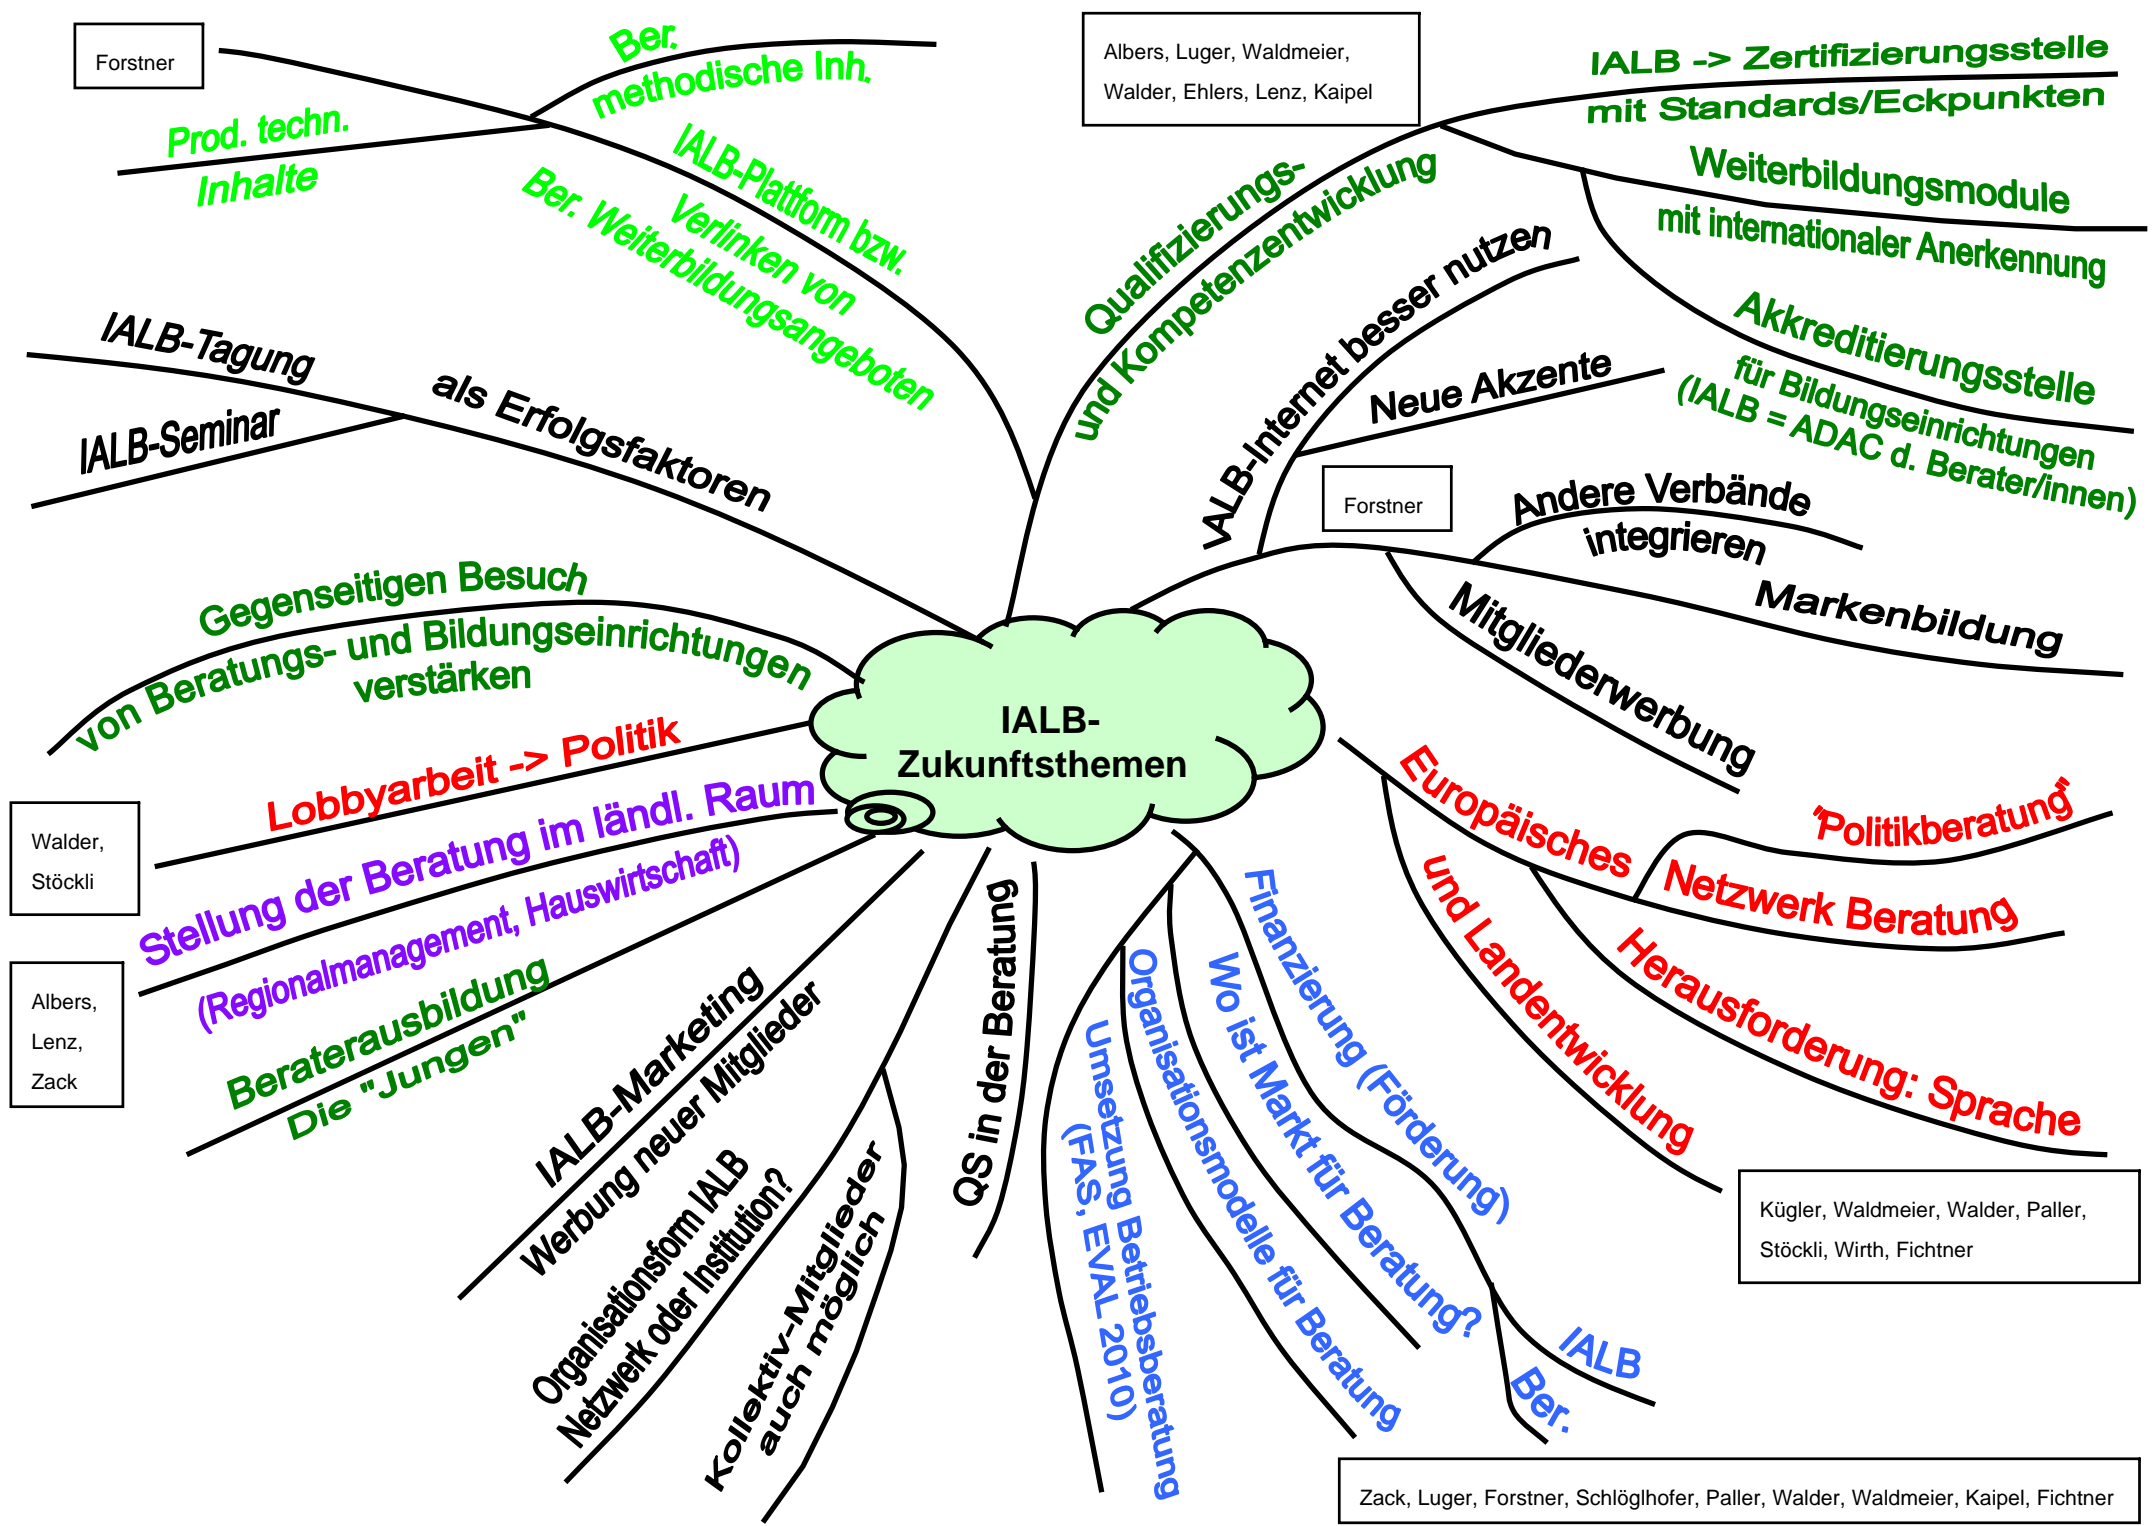 Forstner
Ber.
methodische Inh.
Prod. techn.
Inhalte
IALB-Plattform bzw.
Verlinken von
Ber. Weiterbildungsangeboten
Albers, Luger, Waldmeier,
Walder, Ehlers, Lenz, Kaipel
IALB -> Zertifizierungsstelle
mit Standards/Eckpunkten
Weiterbildungsmodule
mit internationaler Anerkennung
Akkreditierungsstelle
für Bildungseinrichtungen
(IALB = ADAC d. Berater/innen)
Qualifizierungs-
und Kompetenzentwicklung
IALB-Tagung
IALB-Seminar
als Erfolgsfaktoren
VALB-Internet besser nutzen
Neue Akzente
Forstner
Andere Verbände
integrieren
Markenbildung
Mitgliederwerbung
Gegenseitigen Besuch
von Beratungs- und Bildungseinrichtungen
verstärken
IALB-
Zukunftsthemen
Lobbyarbeit -> Politik
Walder,
Stöckli
Stellung der Beratung im ländl. Raum
(Regionalmanagement, Hauswirtschaft)
Albers,
Lenz,
Zack
Beraterausbildung
Die "Jungen"
IALB-Marketing
Werbung neuer Mitglieder
Organisationsform IALB
Netzwerk oder Institution?
Kollektiv-Mitglieder
auch möglich
QS in der Beratung
Umsetzung Betriebsberatung
(FAS, EVAL 2010)
Organisationsmodelle für Beratung
Wo ist Markt für Beratung?
Finanzierung (Förderung)
IALB
Ber.
Europäisches Netzwerk Beratung
"Politikberatung"
und Landentwicklung
Herausforderung: Sprache
Kügler, Waldmeier, Walder, Paller,
Stöckli, Wirth, Fichtner
Zack, Luger, Forstner, Schlöglhofer, Paller, Walder, Waldmeier, Kaipel, Fichtner